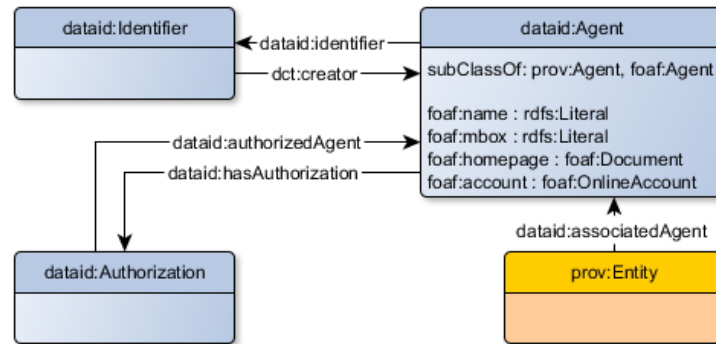 dataid:Identifier
dataid:identifier
dct:creator
dataid:Agent
subClassOf: prov:Agent, foaf:Agent
foaf:name : rdfs:Literal
foaf:mbox : rdfs:Literal
foaf:homepage : foaf:Document
foaf:account : foaf:OnlineAccount
dataid:authorizedAgent
dataid:hasAuthorization
dataid:associatedAgent
dataid:Authorization
prov:Entity